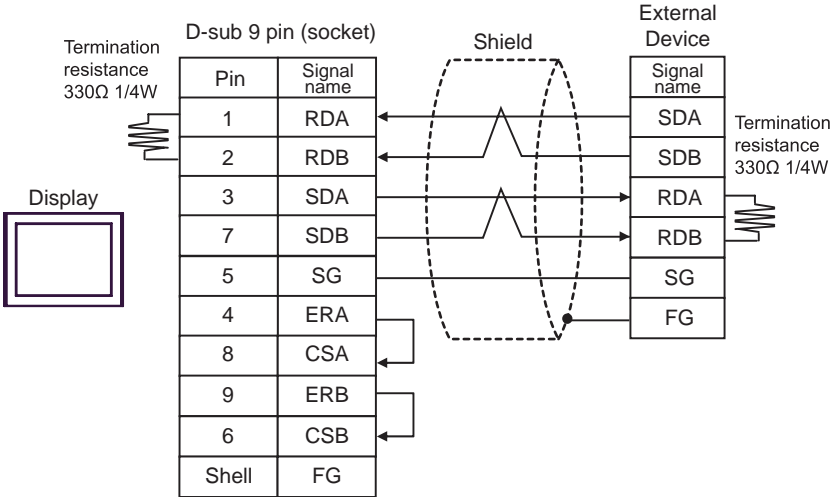 External
Device
D-sub 9 pin (socket)
Shield
Termination
resistance
330Ω 1/4W
Pin
Signal
name
Signal
name
1
RDA
SDA
Termination
resistance
330Ω 1/4W
2
RDB
SDB
3
SDA
RDA
Display
7
SDB
RDB
5
SG
SG
4
ERA
FG
8
CSA
9
ERB
6
CSB
Shell
FG